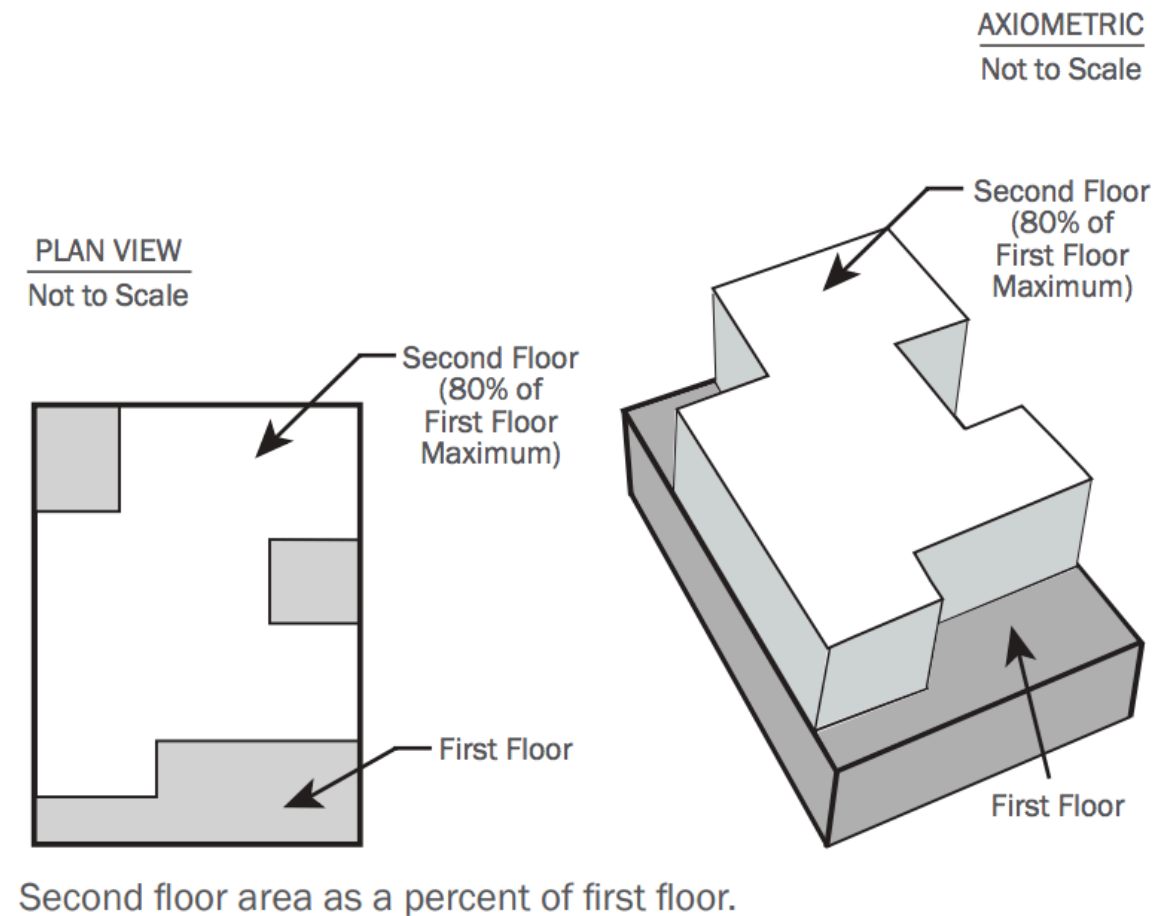 AXIOMETRIC
Not to Scale
Second Floor
(80% of
First Floor
Maximum)
First Floor
PLAN VIEW
Not to Scale
Second Floor
(80% of
First Floor
Maximum)
First Floor
Second floor area as a percent of first floor.